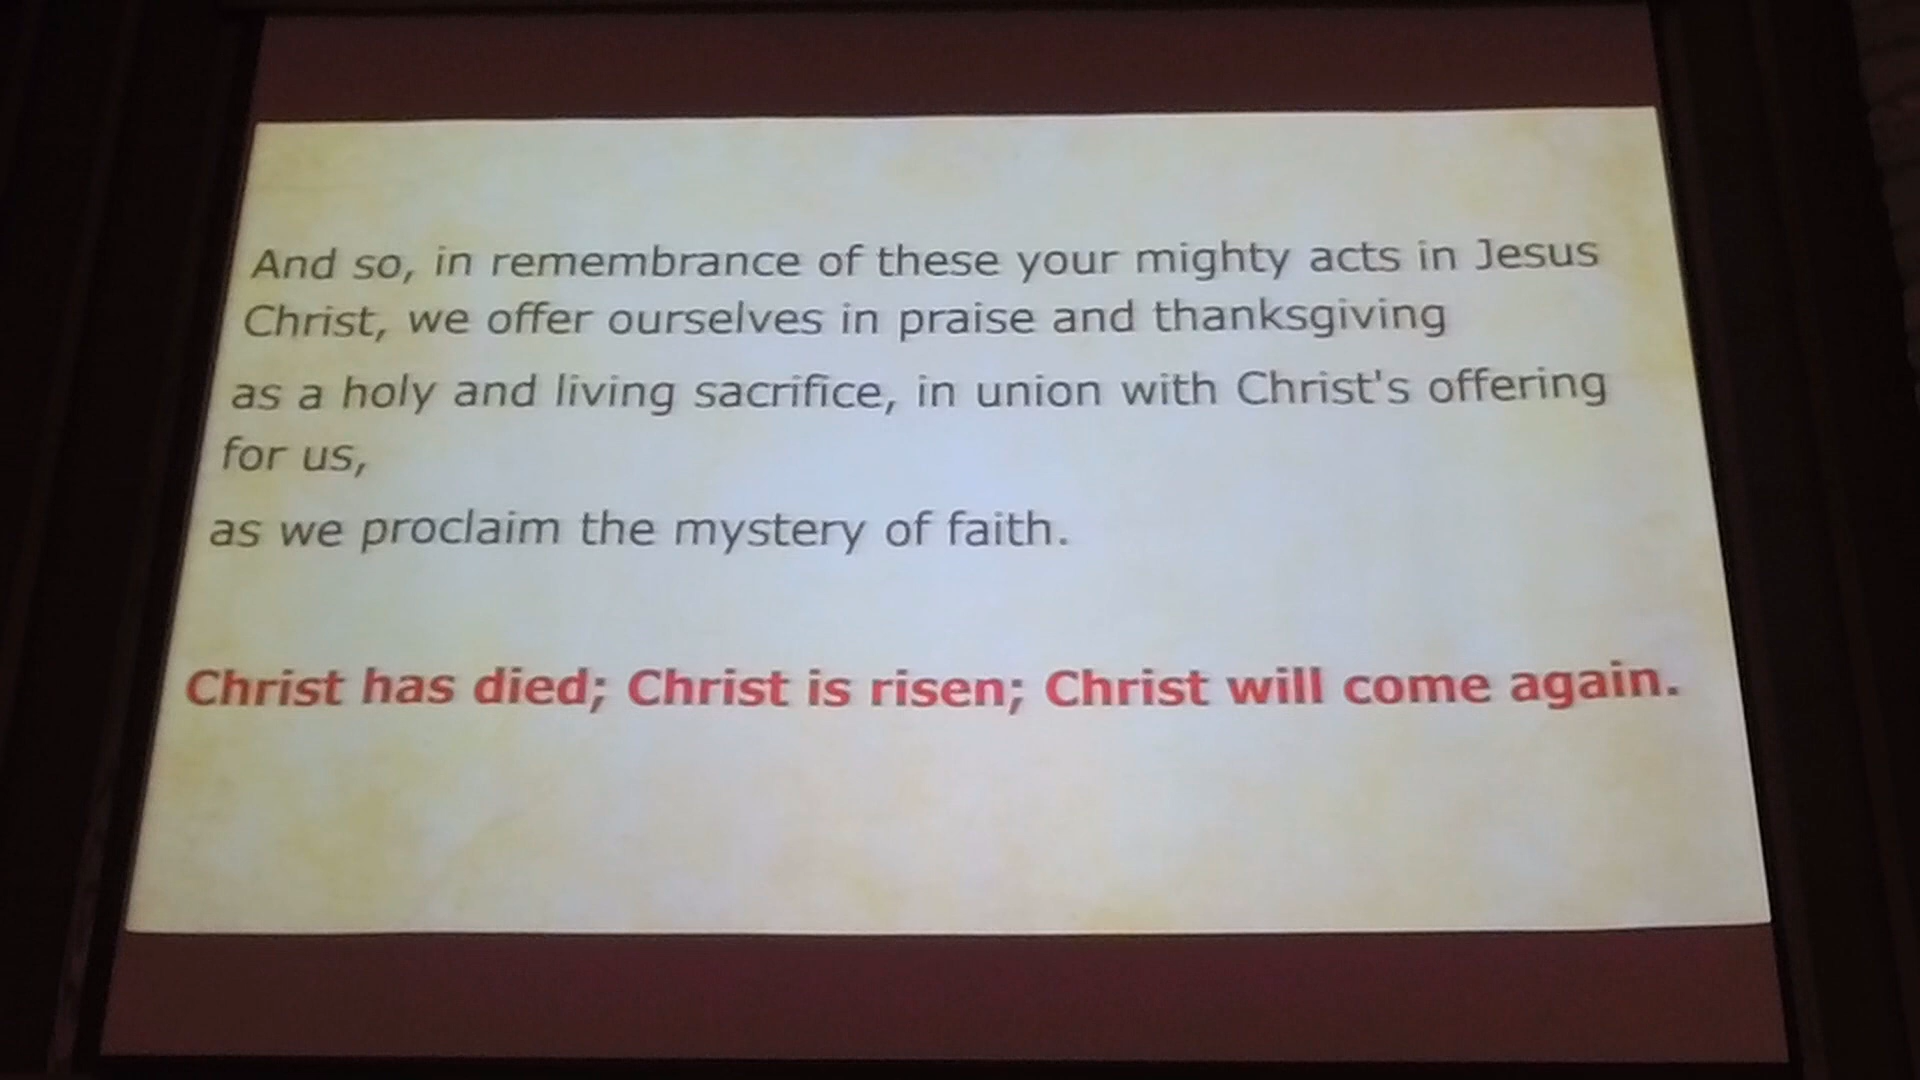 And so, in remembrance of these your mighty acts in Jesus
Christ, we offer ourselves in praise and thanksgiving
as a holy and living sacrifice, in union with Christ's offering
for us,
as we proclaim the mystery of faith.
Christ has died; Christ is risen; Christ will come again.